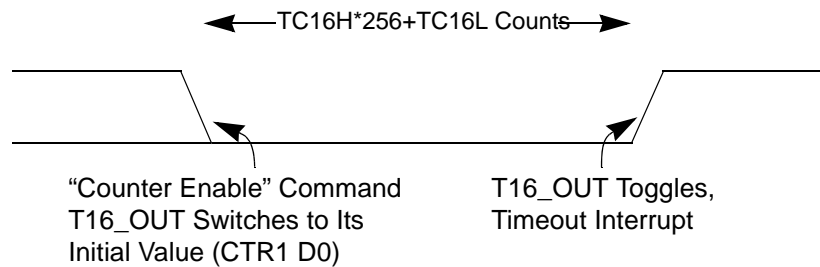 TC16H*256+TC16L Counts
“Counter Enable” Command
T16_OUT Switches to Its
Initial Value (CTR1 D0)
T16_OUT Toggles,
Timeout Interrupt